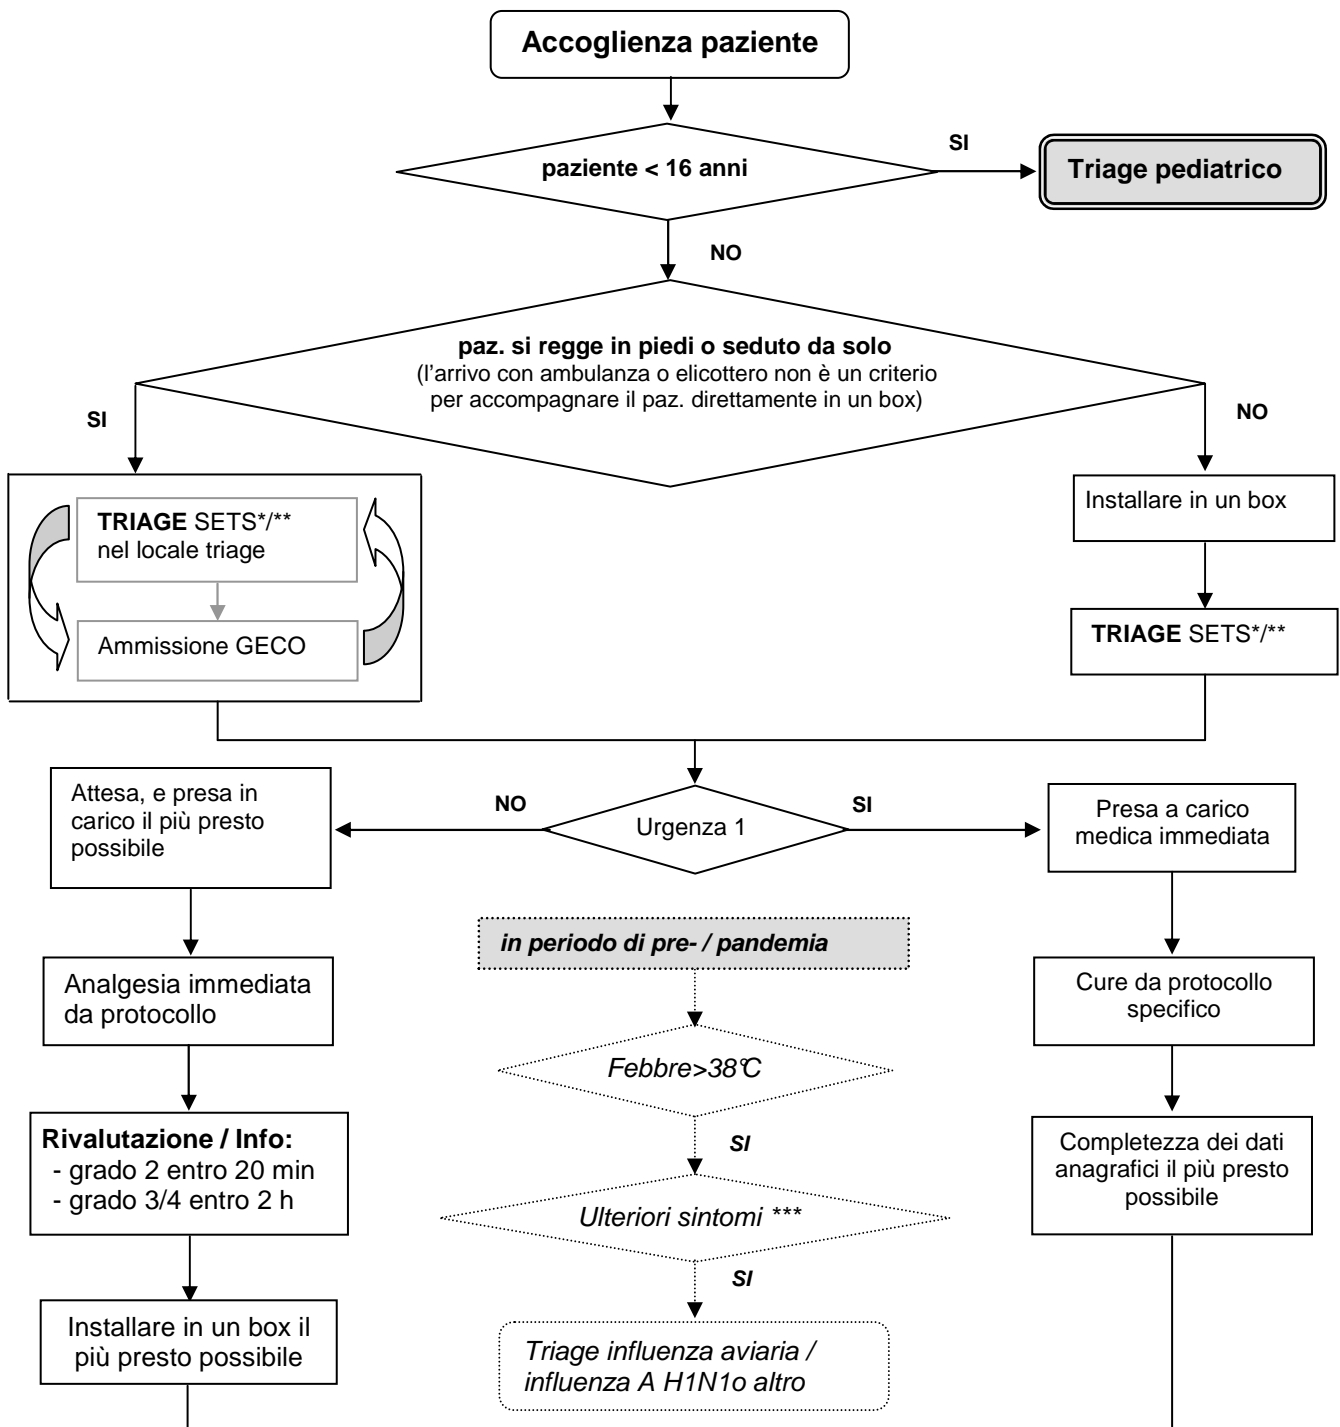 Accoglienza paziente
paziente < 16 anni
SI
Triage pediatrico
NO
paz. si regge in piedi o seduto da solo
(l'arrivo con ambulanza o elicottero non è un criterio
per accompagnare il paz. direttamente in un box)
SI
NO
TRIAGE SETS*/**
nel locale triage
Ammissione GECO
Installare in un box
TRIAGE SETS*/**
Urgenza 1
NO
SI
Attesa, e presa in
carico il più presto
possibile
Analgesia immediata
da protocollo
Rivalutazione / Info:
- grado 2 entro 20 min
- grado 3/4 entro 2 h
Installare in un box il
più presto possibile
in periodo di pre- / pandemia
Febbre>38°C
SI
Ulteriori sintomi ***
SI
Triage influenza aviaria /
influenza A H1N1o altro
Presa a carico
medica immediata
Cure da protocollo
specifico
Completezza dei dati
anagrafici il più presto
possibile